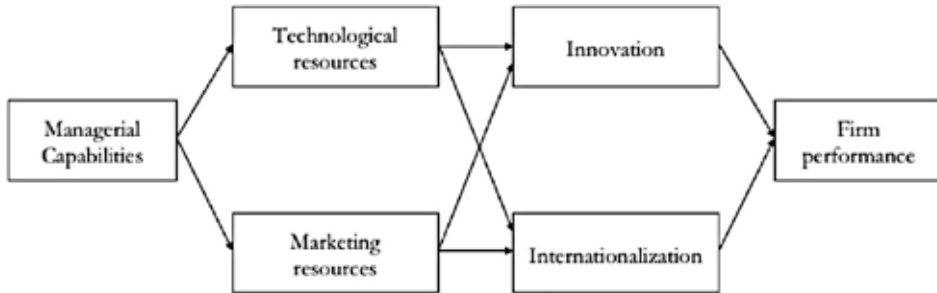 Technological
resources
Innovation
Managerial
Capabilities
Firm
performance
Marketing
resources
Internationalization